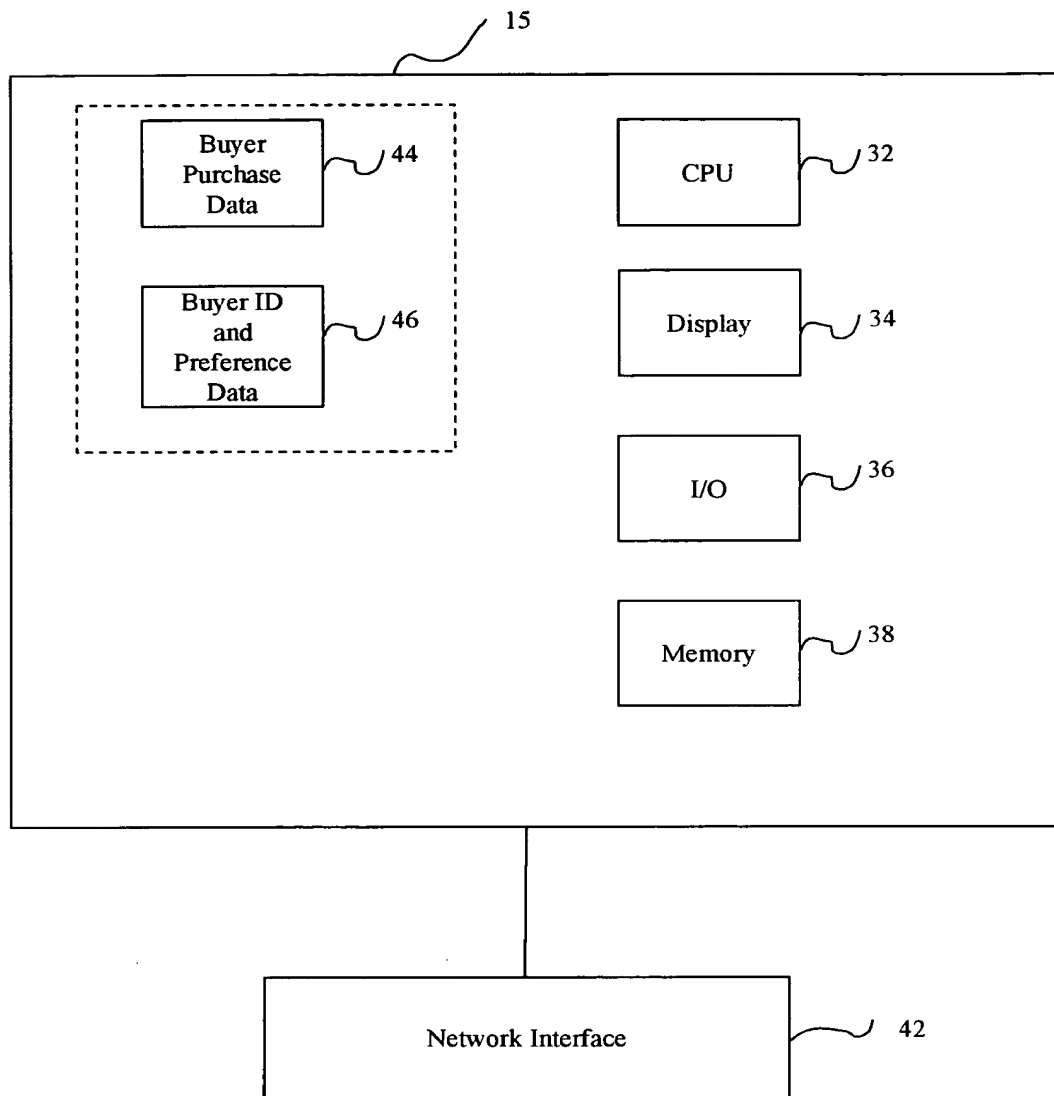 15
Buyer
Purchase
Data
44
CPU
32
Buyer ID
and
Preference
Data
46
Display
34
I/O
36
Memory
38
Network Interface
42